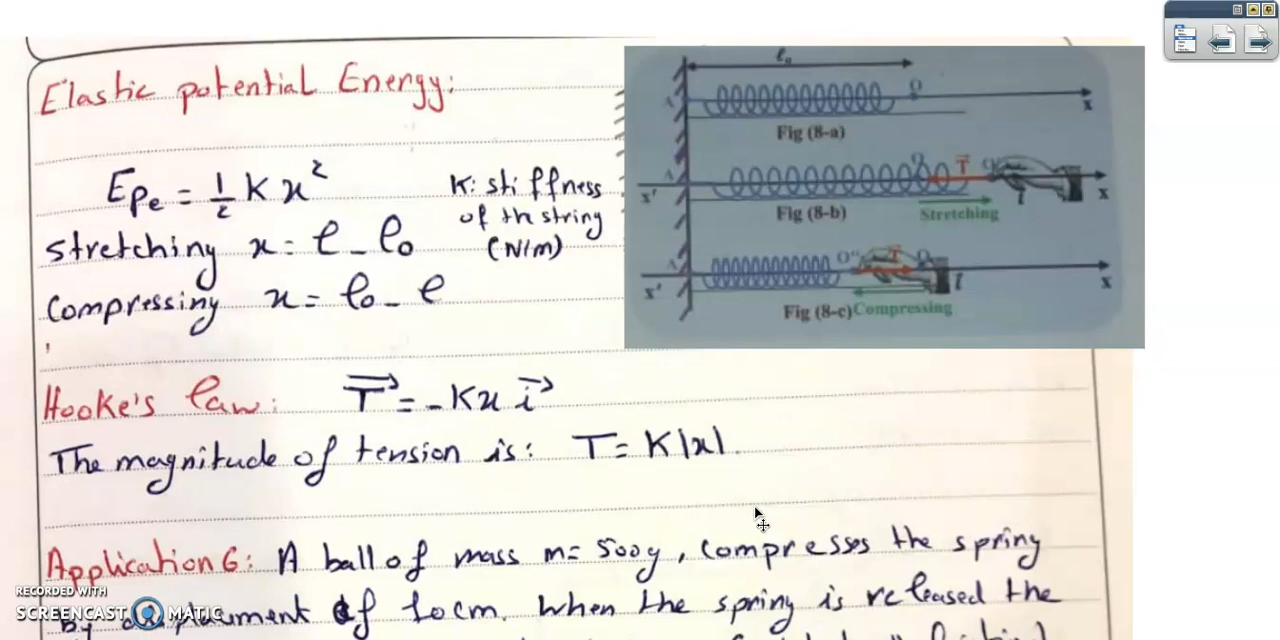 Elastic potential Energy:
Epe = 1/2 K x²
K: stiffness
of the string
(N/m)
stretching x = l - l₀
Compressing x = l₀ - l
l₀
A O x
Fig (8-a)
x' A O T x
Fig (8-b)
Stretching
A O" T O
x' x
Fig (8-c) Compressing
Hooke's law: T = - K x i
The magnitude of tension is: T = K|x|.
Application 6: A ball of mass m = 500g, compresses the spring
of 10cm. When the spring is released the
RECORDED WITH
SCREENCAST MATIC